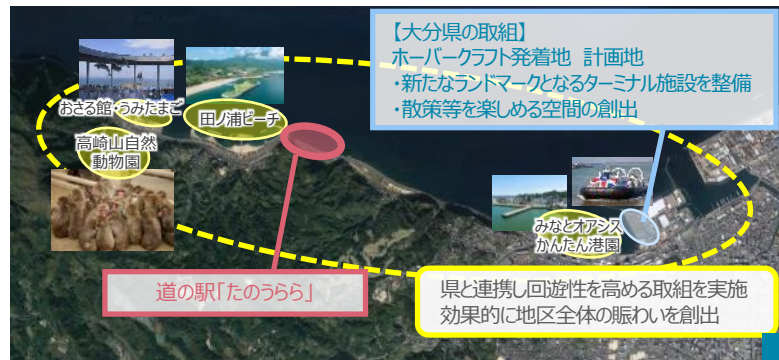 【大分県の取組】
ホーバークラフト発着地 計画地
・新たなランドマークとなるターミナル施設を整備
・散策等を楽しめる空間の創出
おさる館・うみたまご
田ノ浦ビーチ
高崎山自然
動物園
みなとオアシス
かんたん港園
道の駅「たのうらら」
県と連携し回遊性を高める取組を実施
効果的に地区全体の賑わいを創出